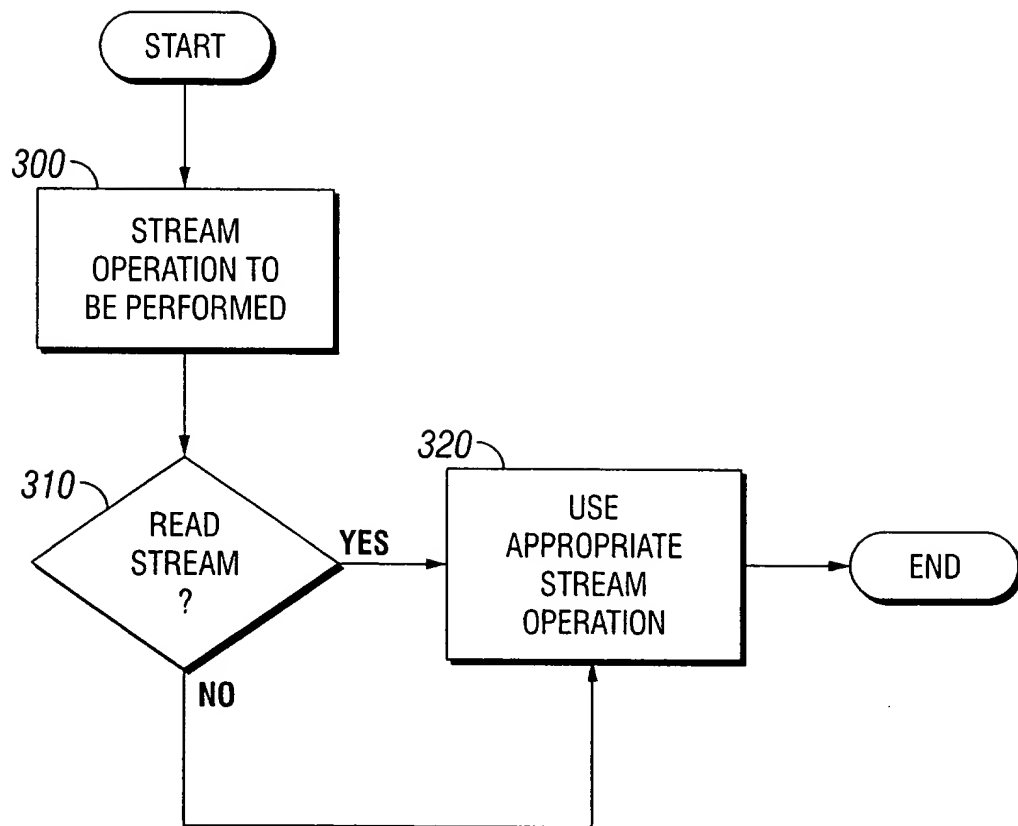 START
300
STREAM
OPERATION TO
BE PERFORMED
310
READ
STREAM
?
YES
NO
320
USE
APPROPRIATE
STREAM
OPERATION
END